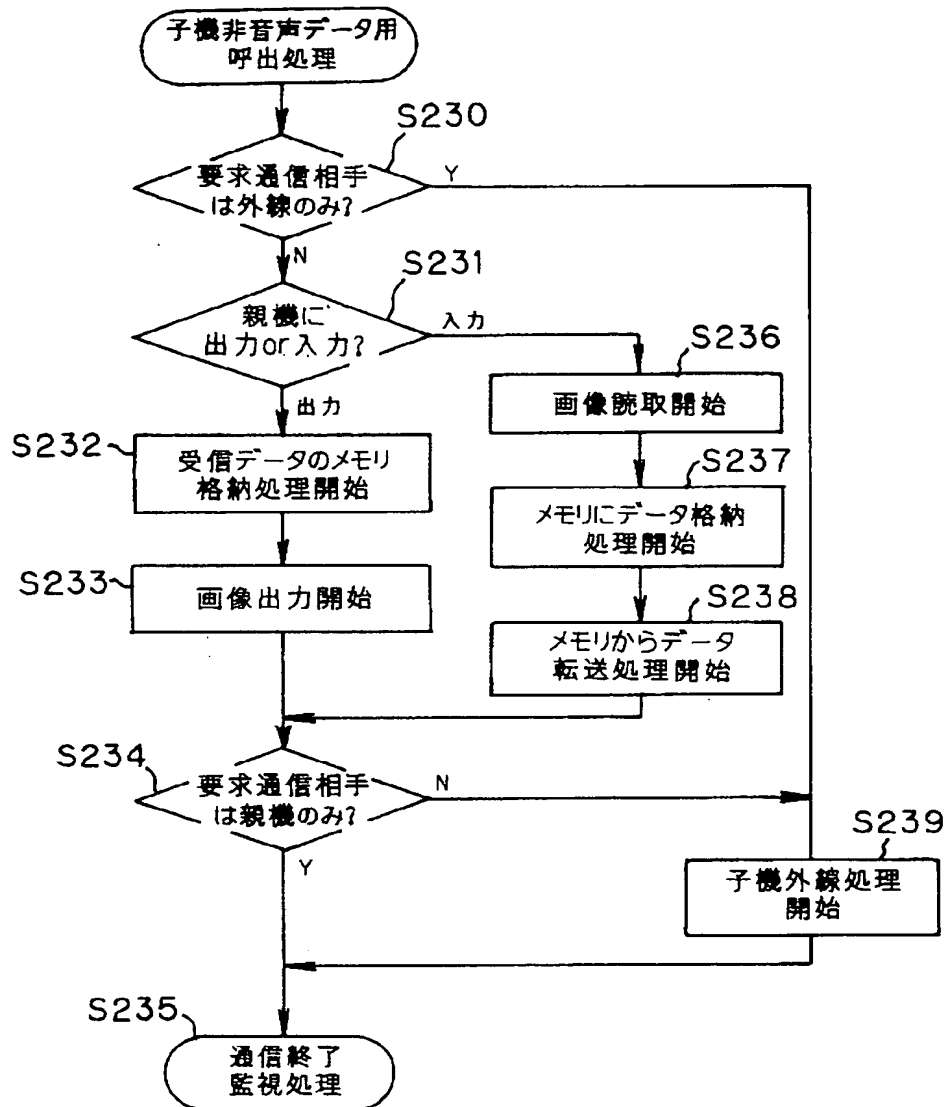 子機非音声データ用
呼出処理
S230
要求通信相手
は外線のみ?
Y
N
S231
親機に
出力or入力?
入力
出力
S236
画像読取開始
S232
受信データのメモリ
格納処理開始
S237
メモリにデータ格納
処理開始
S233
画像出力開始
S238
メモリからデータ
転送処理開始
S234
要求通信相手
は親機のみ?
N
Y
S239
子機外線処理
開始
S235
通信終了
監視処理